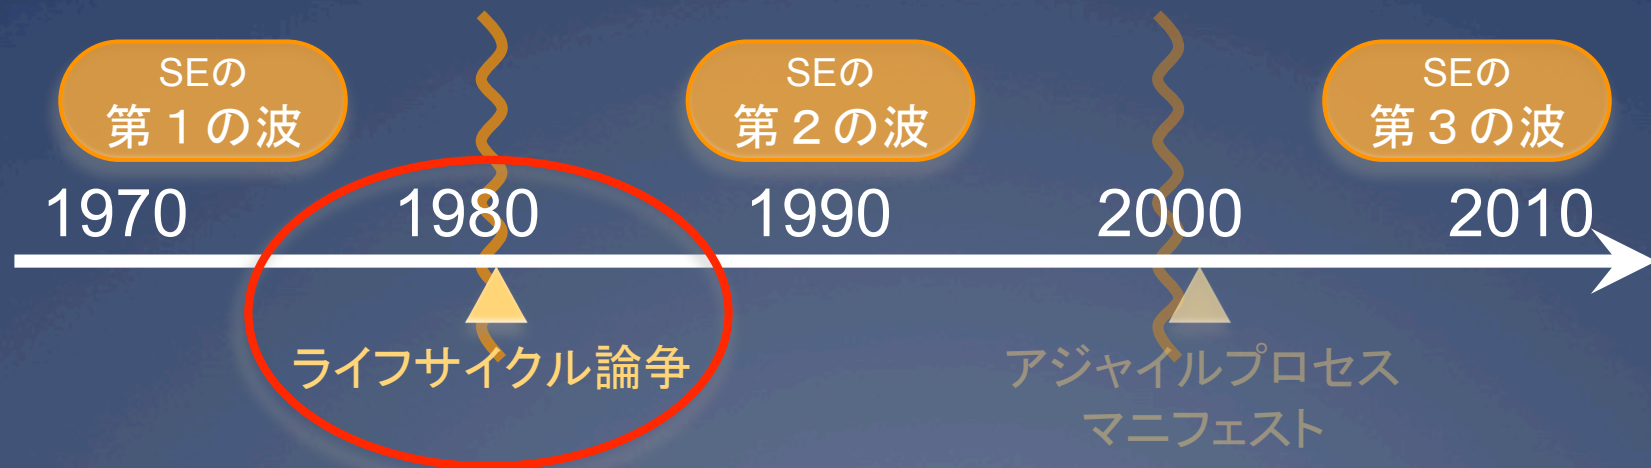 SEの
第１の波
SEの
第２の波
SEの
第３の波
1970
1980
1990
2000
2010
ライフサイクル論争
アジャイルプロセス
マニフェスト